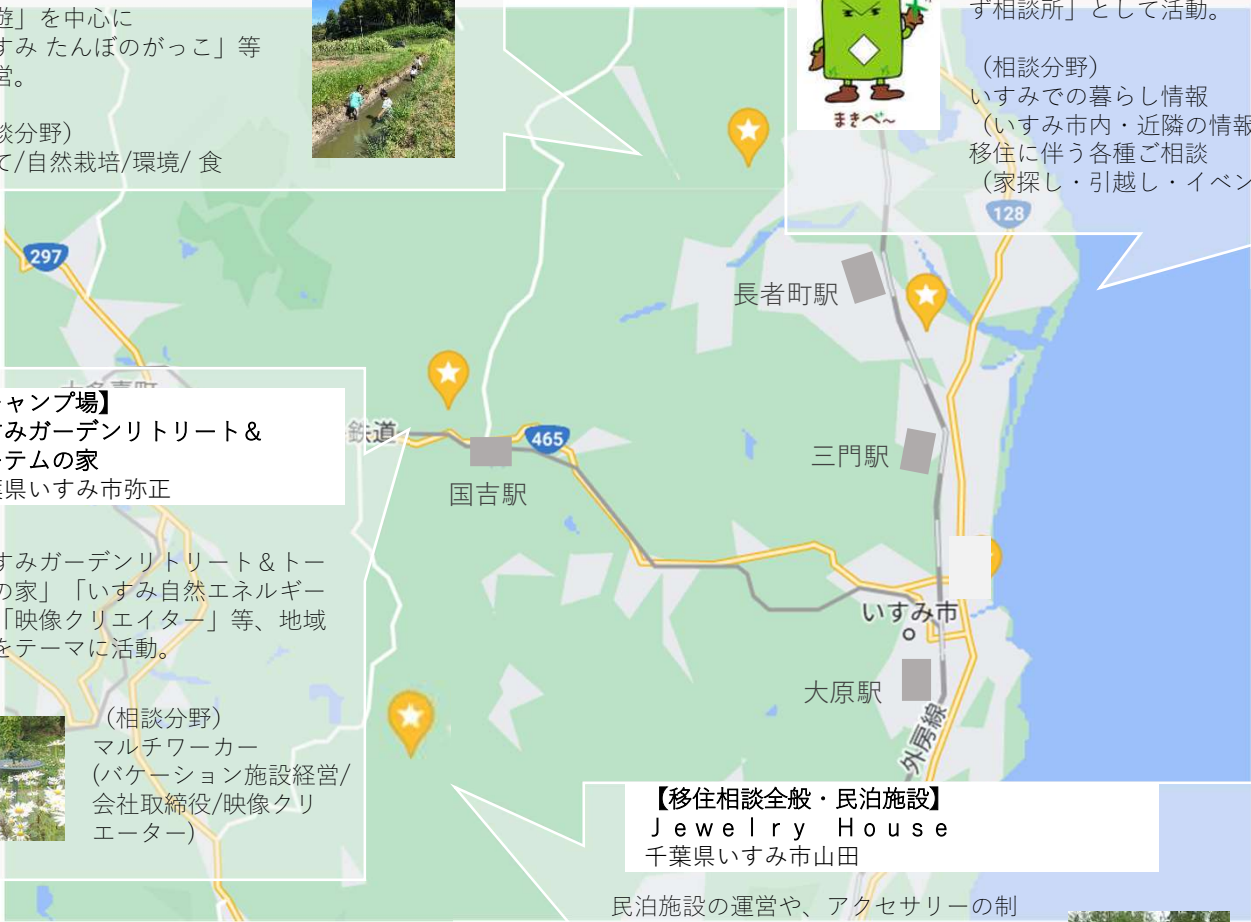 遊」を中心に
すみ たんぼのがっこ」等
営。
談分野)
て/自然栽培/環境/ 食
まきべ~
ず相談所」として活動。
（相談分野）
いすみでの暮らし情報
（いすみ市内・近隣の情報
移住に伴う各種ご相談
（家探し・引越し・イベン
128
297
長者町駅
ャンプ場】
すみガーデンリトリート＆
テムの家
県いすみ市弥正
鉄道
465
国吉駅
三門駅
すみガーデンリトリート＆トー
の家」「いすみ自然エネルギー
「映像クリエイター」等、地域
をテーマに活動。
（相談分野）
マルチワーカー
(バケーション施設経営/
会社取締役/映像クリ
エーター)
いすみ市
大原駅
外房線
【移住相談全般・民泊施設】
Ｊｅｗｅｌｒｙ　Ｈｏｕｓｅ
千葉県いすみ市山田
民泊施設の運営や、アクセサリーの制